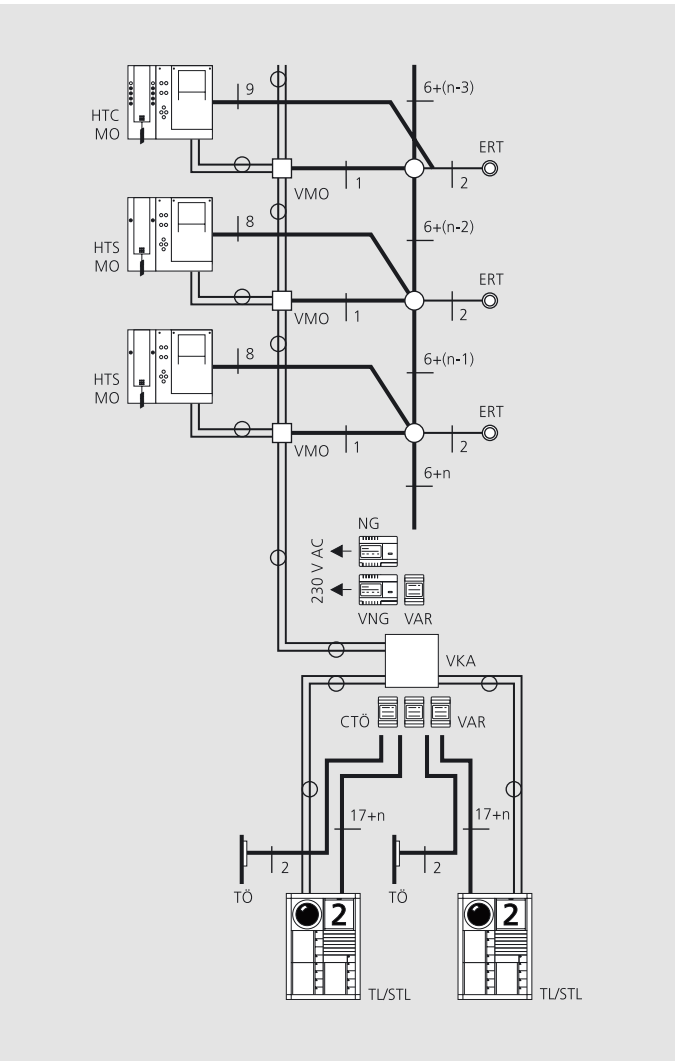 9
6+(n-3)
HTC
MO
ERT
VMO
1
2
8
6+(n-2)
HTS
MO
ERT
VMO
1
2
8
6+(n-1)
HTS
MO
ERT
VMO
1
2
6+n
NG
230 V AC
VNG
VAR
VKA
CTÖ
VAR
17+n
17+n
2
2
TÖ
TÖ
2
2
TL/STL
TL/STL